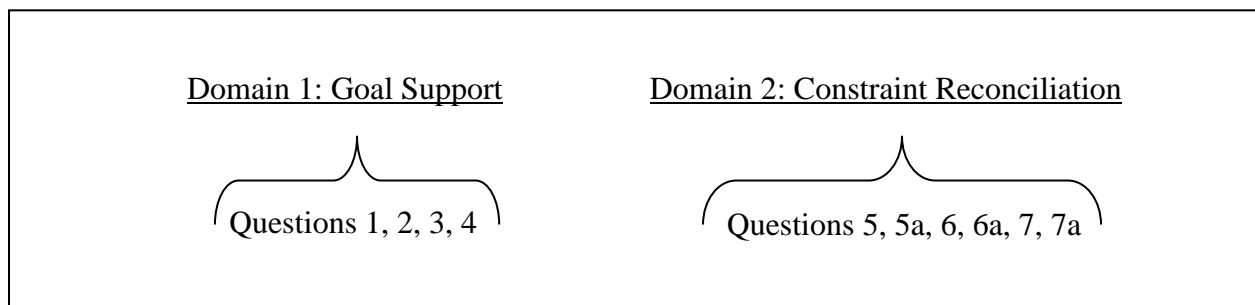 Domain 1: Goal Support
Domain 2: Constraint Reconciliation
Questions 1, 2, 3, 4
Questions 5, 5a, 6, 6a, 7, 7a